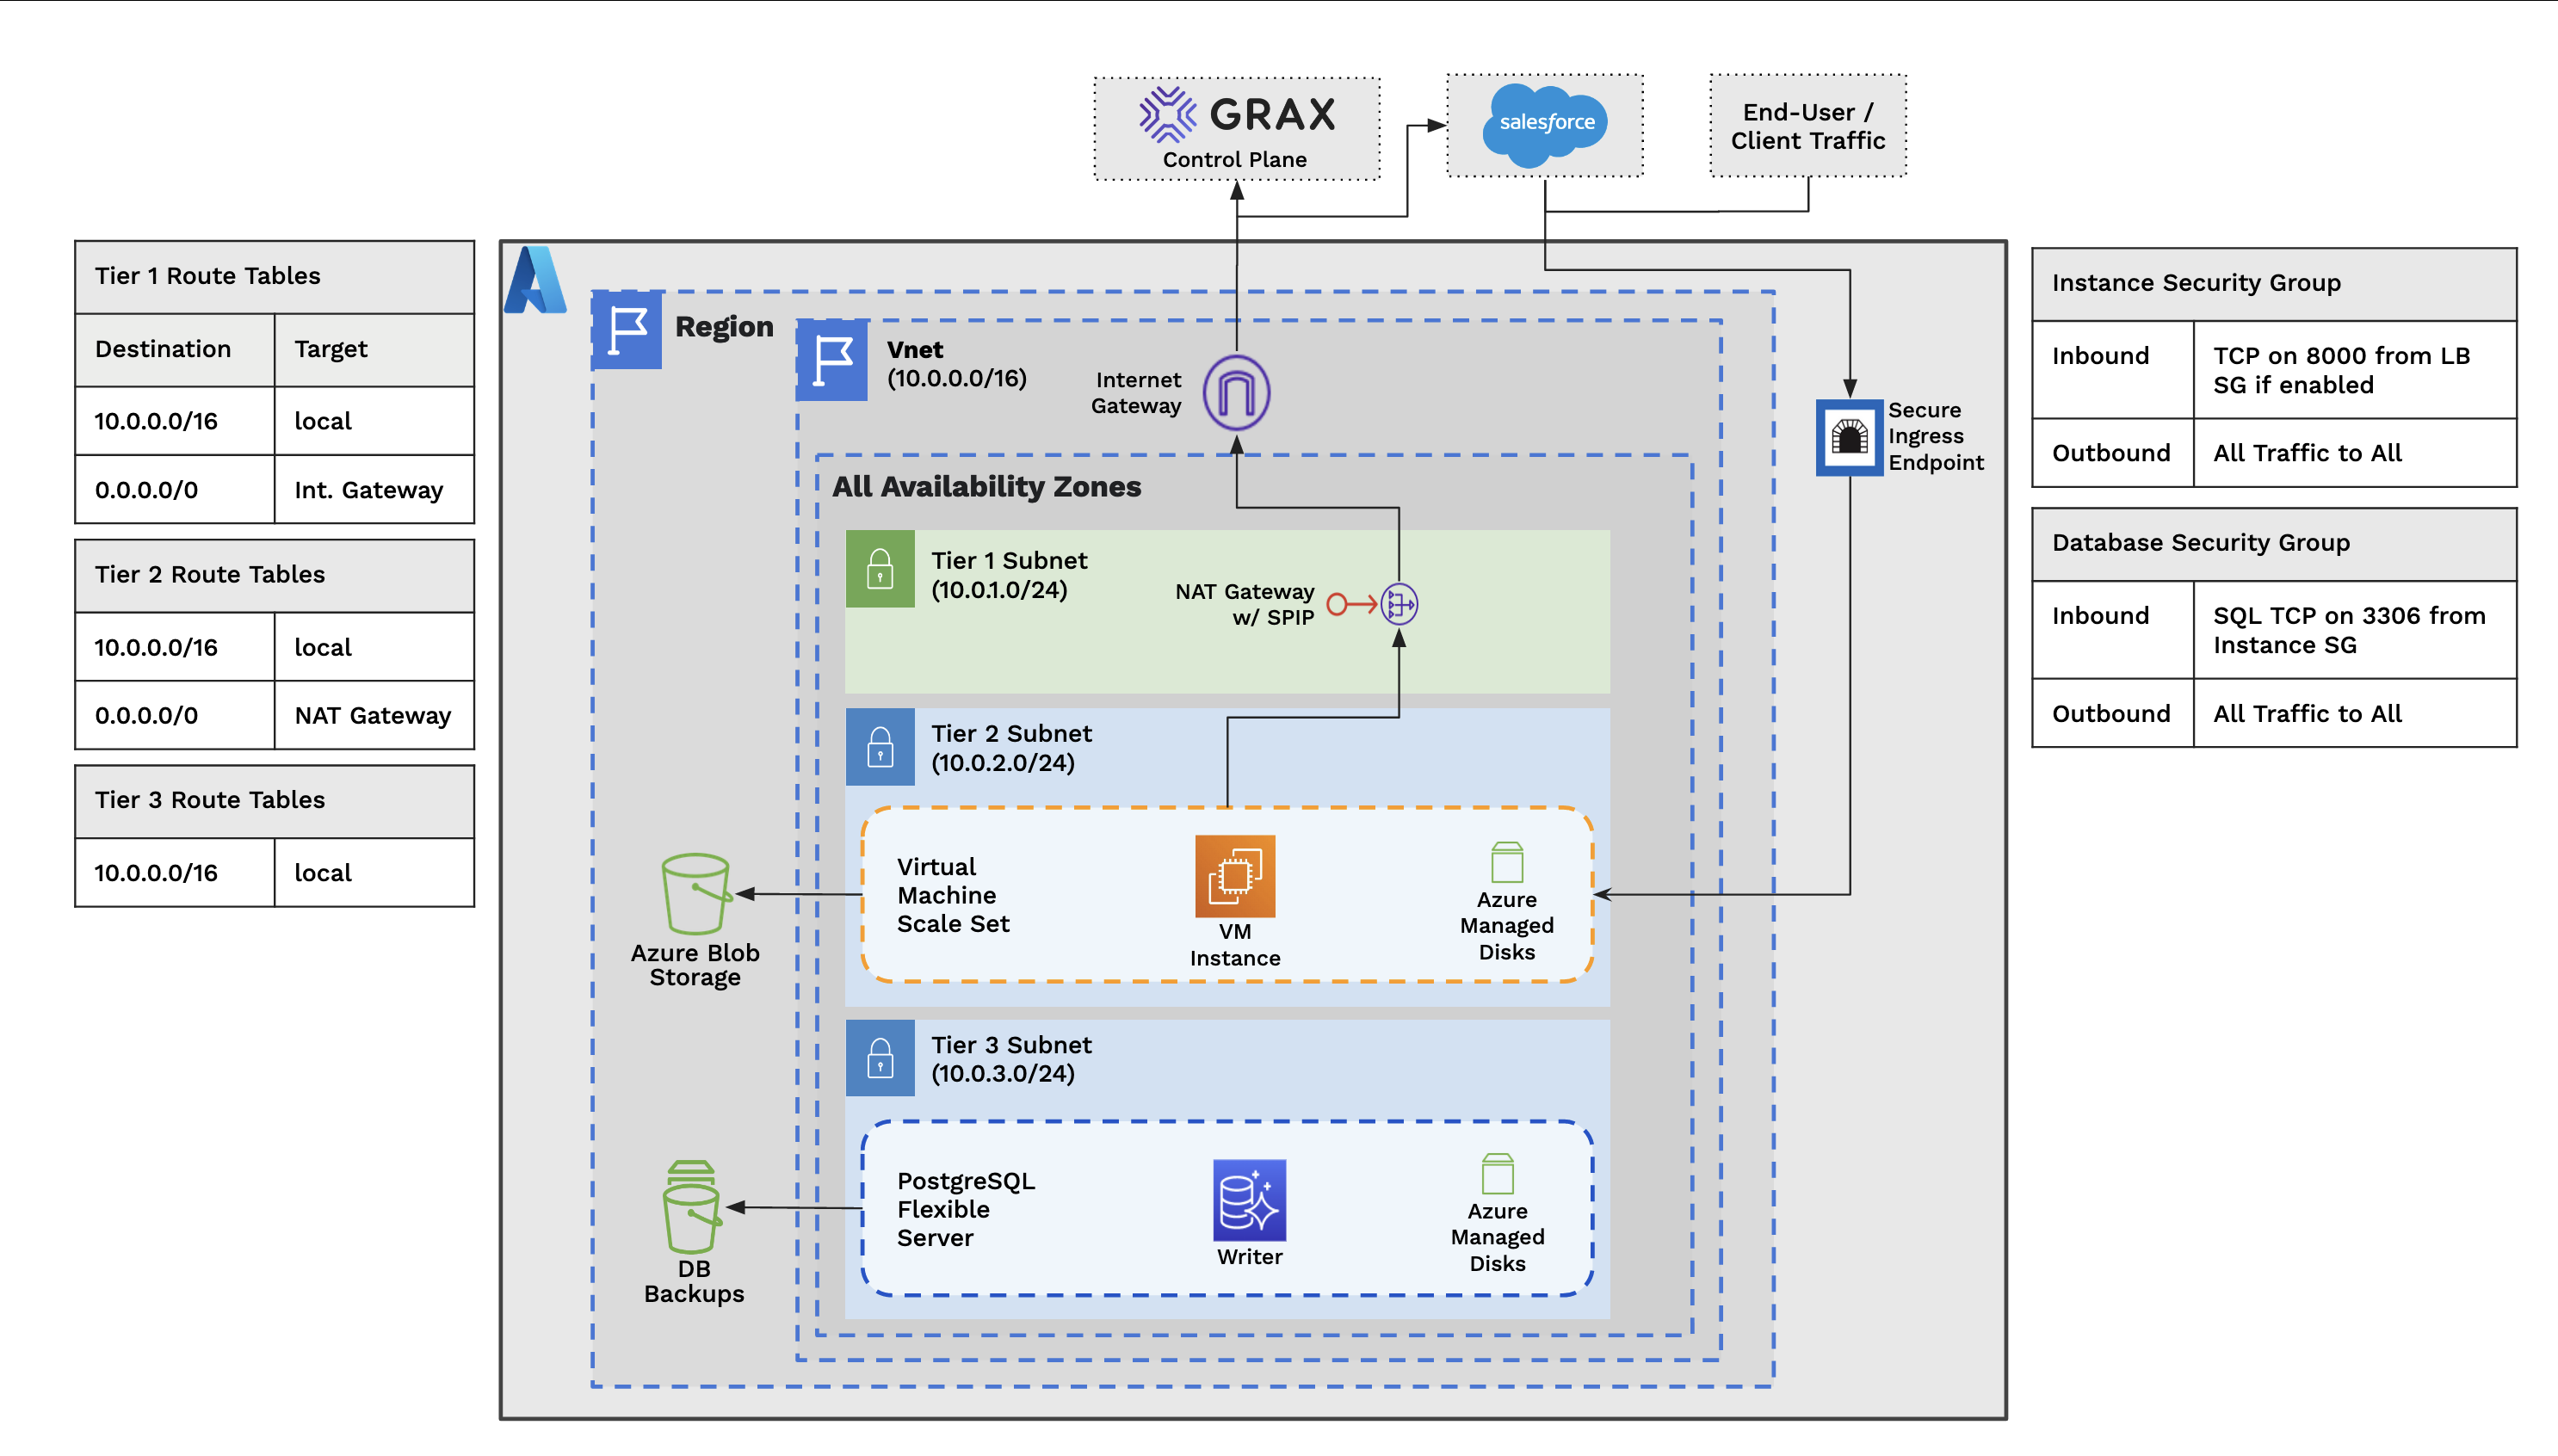 GRAX
Control Plane
salesforce
End-User /
Client Traffic
Tier 1 Route Tables
Destination
Target
10.0.0.0/16
local
0.0.0.0/0
Int. Gateway
Tier 2 Route Tables
10.0.0.0/16
local
0.0.0.0/0
NAT Gateway
Tier 3 Route Tables
10.0.0.0/16
local
Region
Vnet
(10.0.0.0/16)
Internet
Gateway
All Availability Zones
Tier 1 Subnet
(10.0.1.0/24)
NAT Gateway
w/ SPIP
Tier 2 Subnet
(10.0.2.0/24)
Virtual
Machine
Scale Set
VM
Instance
Azure
Managed
Disks
Azure Blob
Storage
Tier 3 Subnet
(10.0.3.0/24)
PostgreSQL
Flexible
Server
Writer
Azure
Managed
Disks
DB
Backups
Secure
Ingress
Endpoint
Instance Security Group
Inbound
TCP on 8000 from LB
SG if enabled
Outbound
All Traffic to All
Database Security Group
Inbound
SQL TCP on 3306 from
Instance SG
Outbound
All Traffic to All